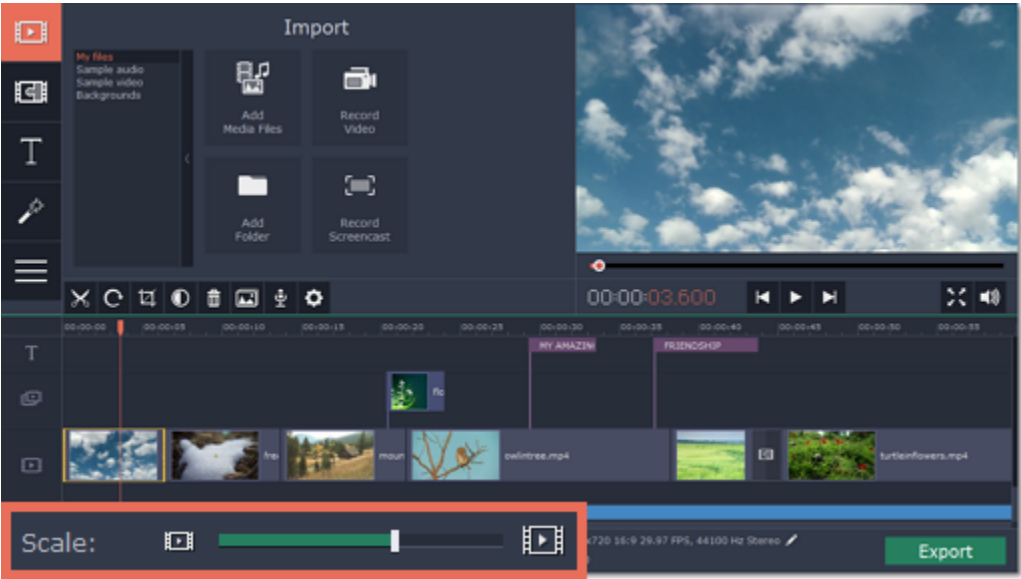 Import
My files
Sample audio
Sample video
Backgrounds
Add
Media Files
Record
Video
Add
Folder
Record
Screencast
T
00:00:03.600
00:00:00 00:00:05 00:00:10 00:00:15 00:00:20 00:00:25 00:00:30 00:00:35 00:00:40 00:00:45 00:00:50 00:00:55
T
MY AMAZIN
FRIENDSHIP
flo
fre
moun
owlintree.mp4
turtleinflowers.mp4
Scale:
x720 16:9 29.97 FPS, 44100 Hz Stereo
Export